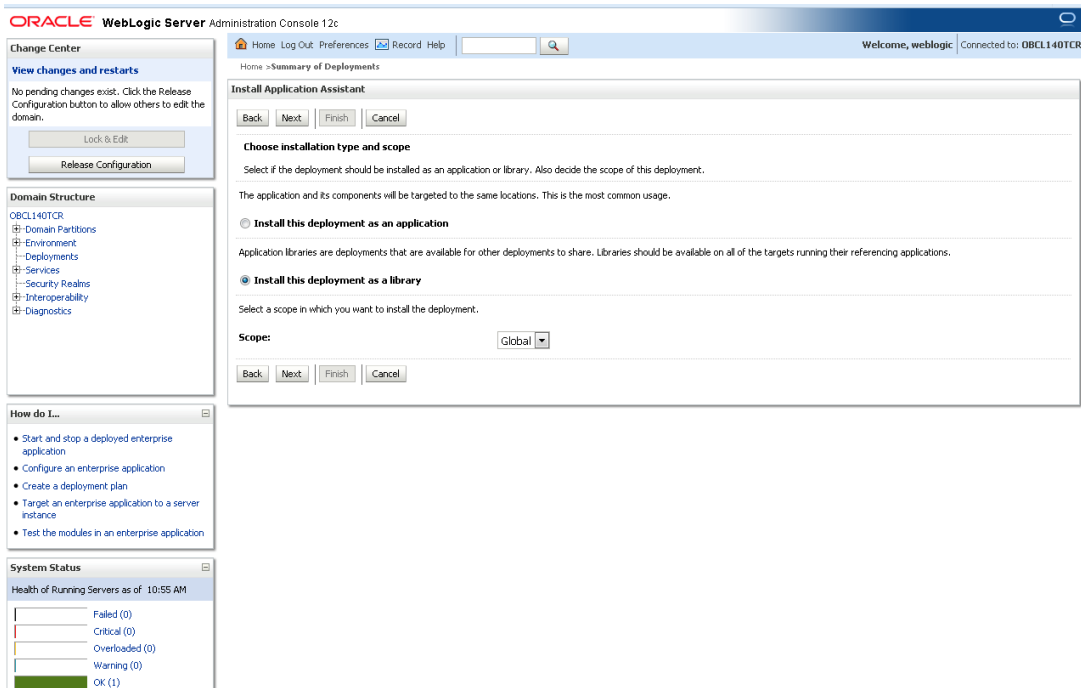 ORACLE WebLogic Server Administration Console 12c
Change Center
View changes and restarts
No pending changes exist. Click the Release
Configuration button to allow others to edit the
domain.
Lock & Edit
Release Configuration
Domain Structure
OBCL140TCR
Domain Partitions
Environment
Deployments
Services
Security Realms
Interoperability
Diagnostics
How do I...
Start and stop a deployed enterprise
application
Configure an enterprise application
Create a deployment plan
Target an enterprise application to a server
instance
Test the modules in an enterprise application
System Status
Health of Running Servers as of 10:55 AM
Failed (0)
Critical (0)
Overloaded (0)
Warning (0)
OK (1)
Home Log Out Preferences Record Help
Welcome, weblogic Connected to: OBCL140TCR
Home >Summary of Deployments
Install Application Assistant
Back Next Finish Cancel
Choose installation type and scope
Select if the deployment should be installed as an application or library. Also decide the scope of this deployment.
The application and its components will be targeted to the same locations. This is the most common usage.
Install this deployment as an application
Application libraries are deployments that are available for other deployments to share. Libraries should be available on all of the targets running their referencing applications.
Install this deployment as a library
Select a scope in which you want to install the deployment.
Scope: Global
Back Next Finish Cancel